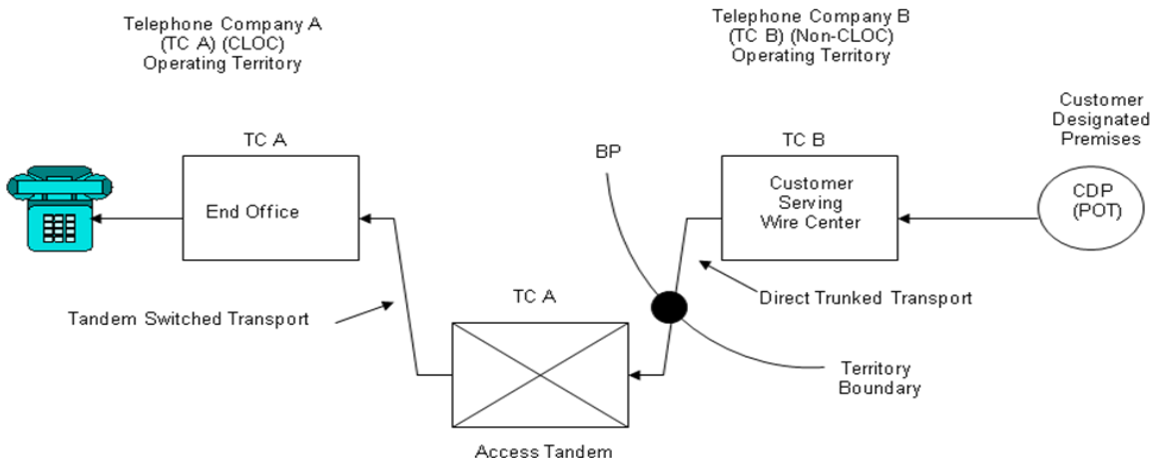 Telephone Company A
(TC A) (CLOC)
Operating Territory
Telephone Company B
(TC B) (Non-CLOC)
Operating Territory
Customer
Designated
Premises
TC A
BP
TC B
End Office
Customer
Serving
Wire Center
CDP
(POT)
Tandem Switched Transport
TC A
Direct Trunked Transport
Territory
Boundary
Access Tandem